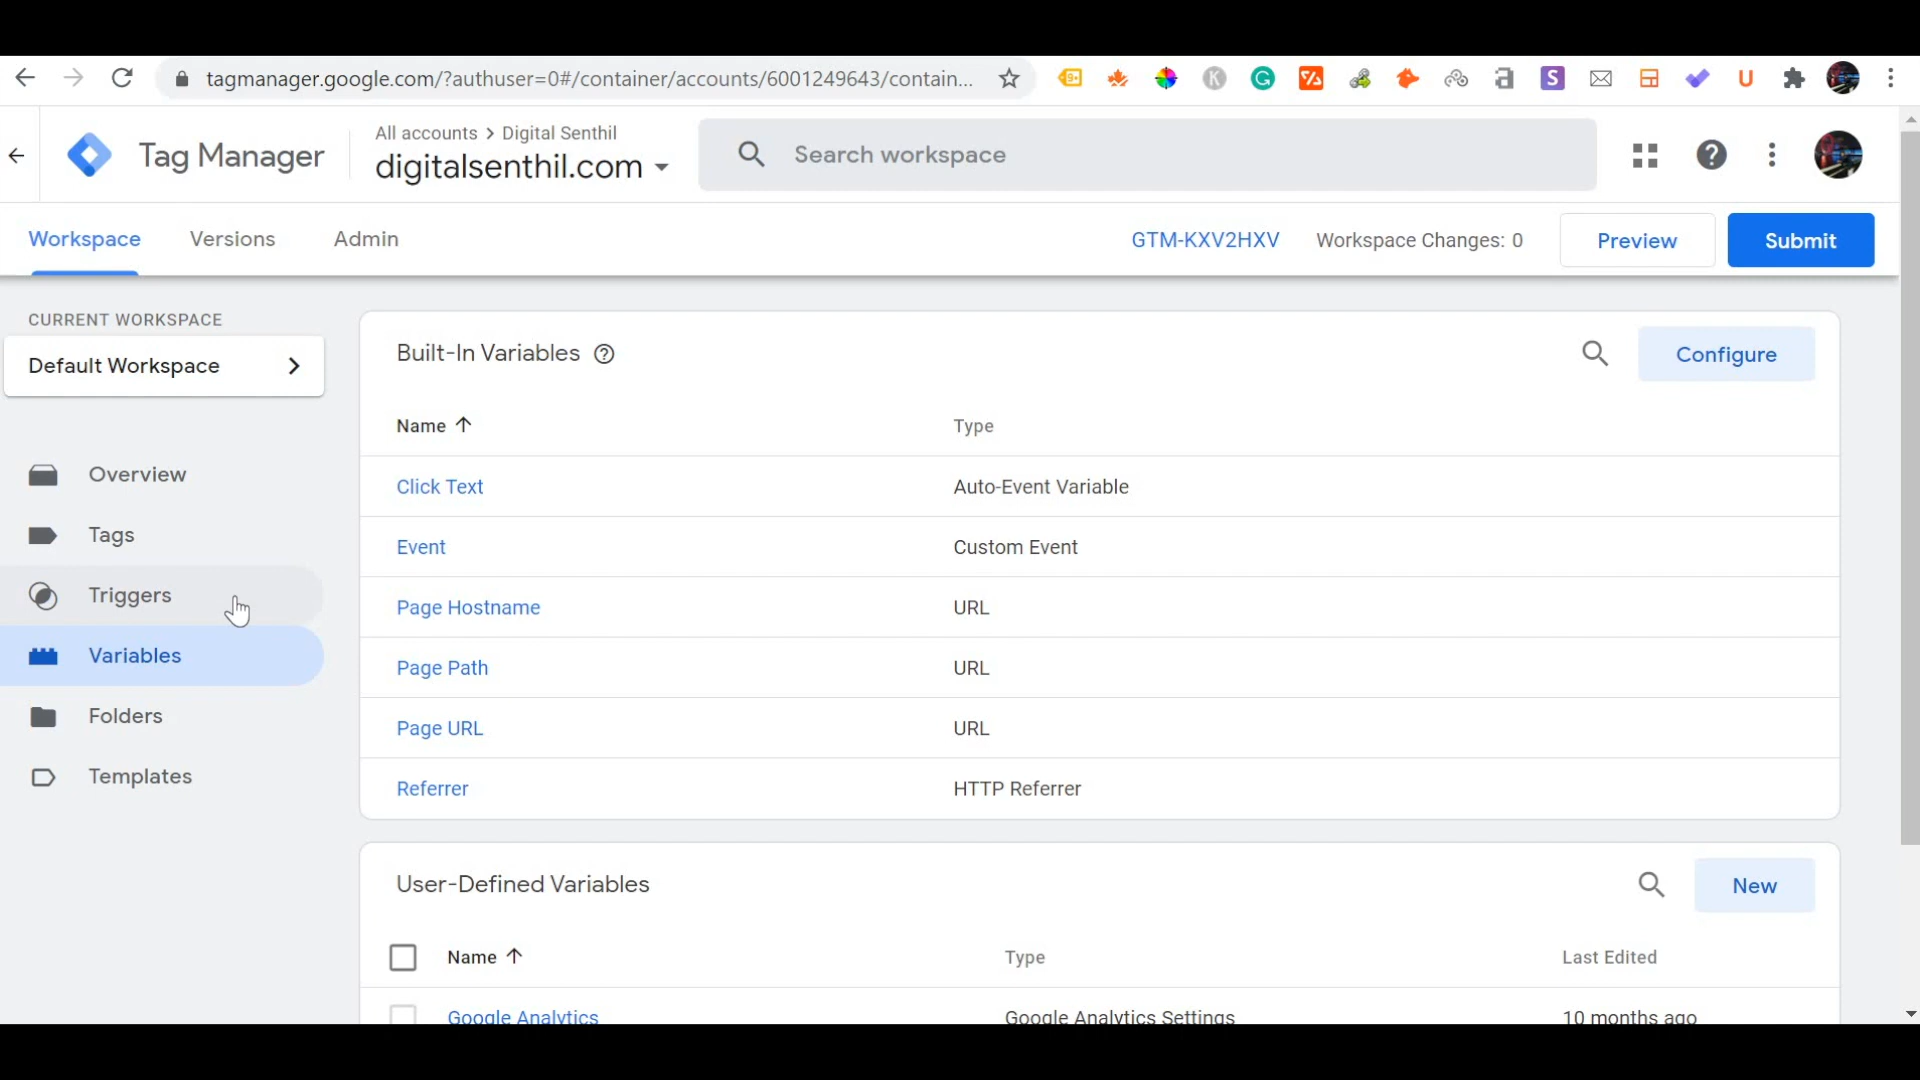 tagmanager.google.com/?authuser=0#/container/accounts/6001249643/contain...
9+
K
G
a
S
U
Tag Manager
All accounts > Digital Senthil
digitalsenthil.com
Search workspace
Workspace Versions Admin
GTM-KXV2HXV Workspace Changes: 0 Preview Submit
CURRENT WORKSPACE
Default Workspace
Overview
Tags
Triggers
Variables
Folders
Templates
Built-In Variables
Configure
Name Type
Click Text Auto-Event Variable
Event Custom Event
Page Hostname URL
Page Path URL
Page URL URL
Referrer HTTP Referrer
User-Defined Variables
New
Name Type Last Edited
Google Analytics Google Analytics Settings 10 months ago